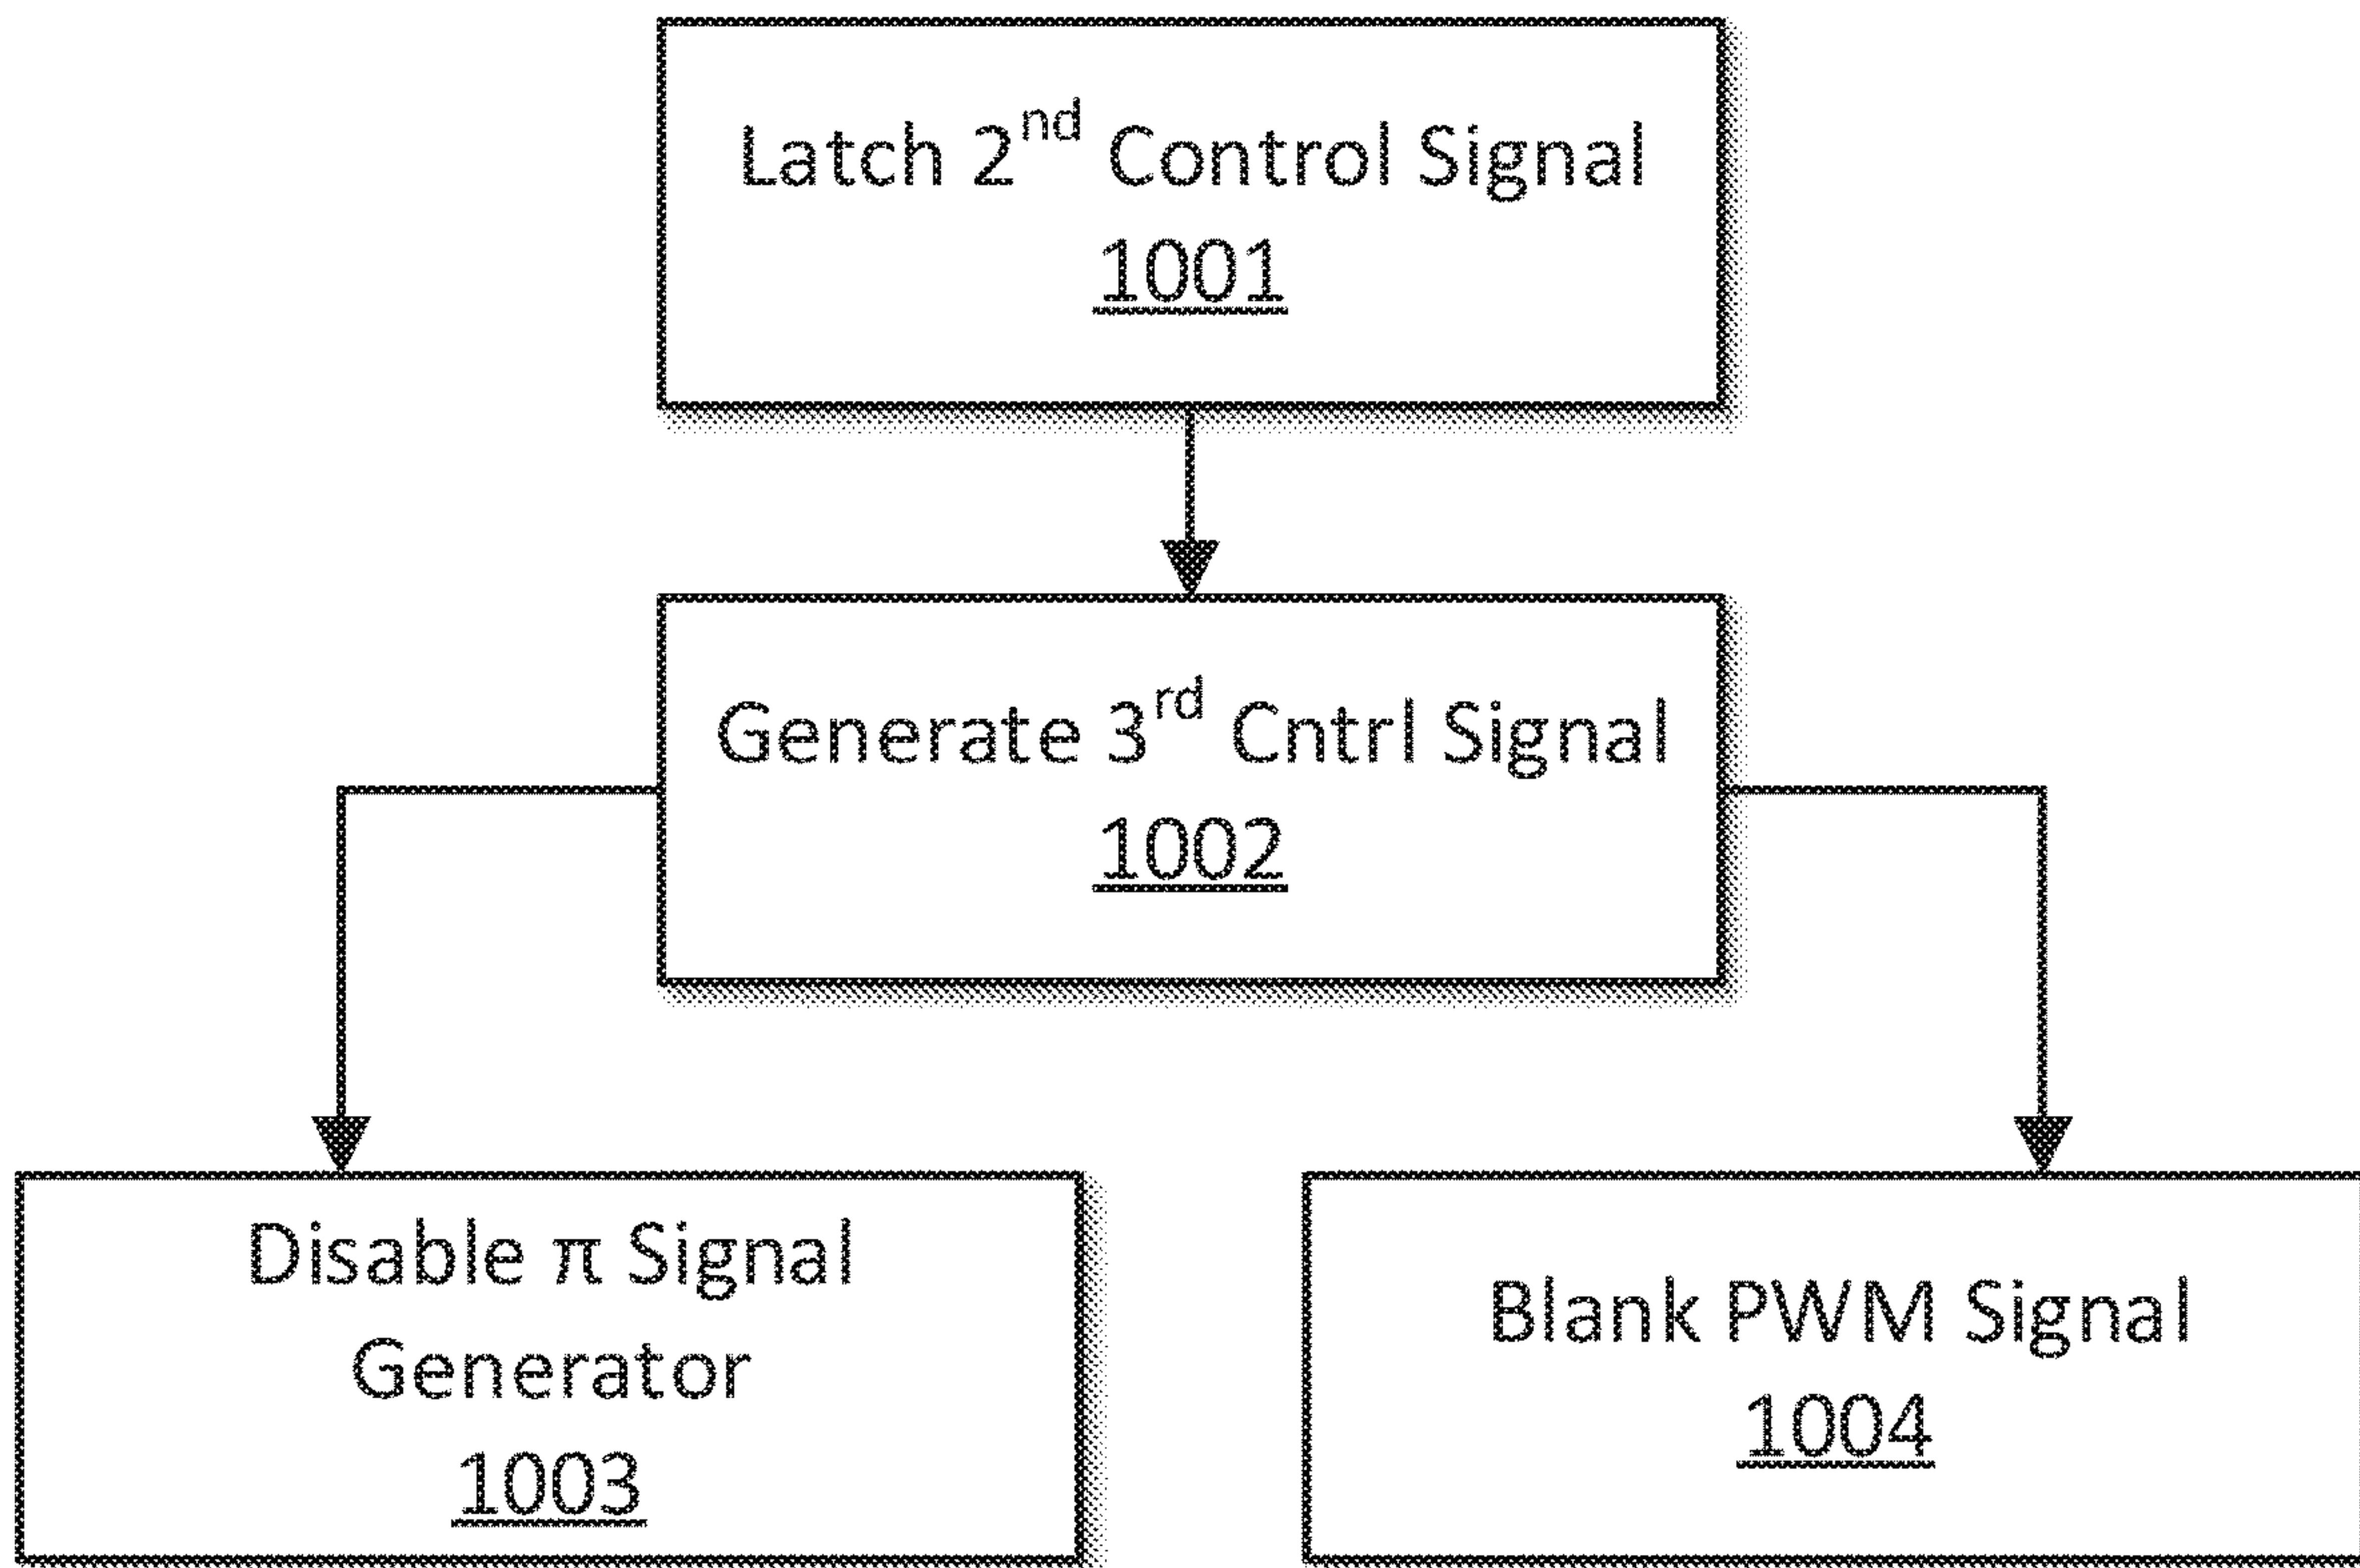 Latch 2nd Control Signal
1001
Generate 3rd Cntrl Signal
1002
Disable π Signal
Generator
1003
Blank PWM Signal
1004